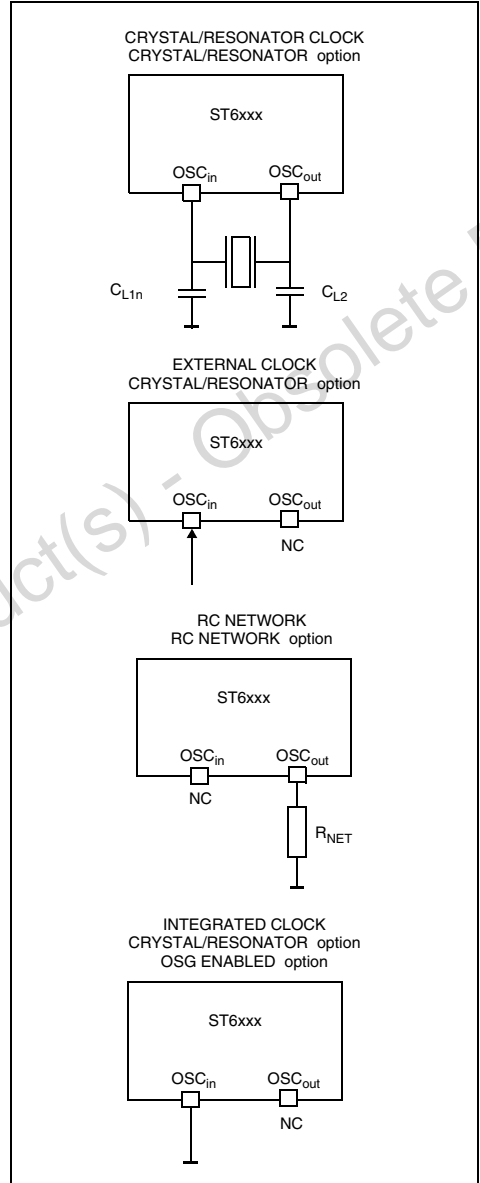 CRYSTAL/RESONATOR CLOCK
CRYSTAL/RESONATOR option
ST6xxx
OSCin OSCout
CL1n CL2
EXTERNAL CLOCK
CRYSTAL/RESONATOR option
ST6xxx
OSCin OSCout
NC
RC NETWORK
RC NETWORK option
ST6xxx
OSCin OSCout
NC
RNET
INTEGRATED CLOCK
CRYSTAL/RESONATOR option
OSG ENABLED option
ST6xxx
OSCin OSCout
NC
uct(s) - Obsolete